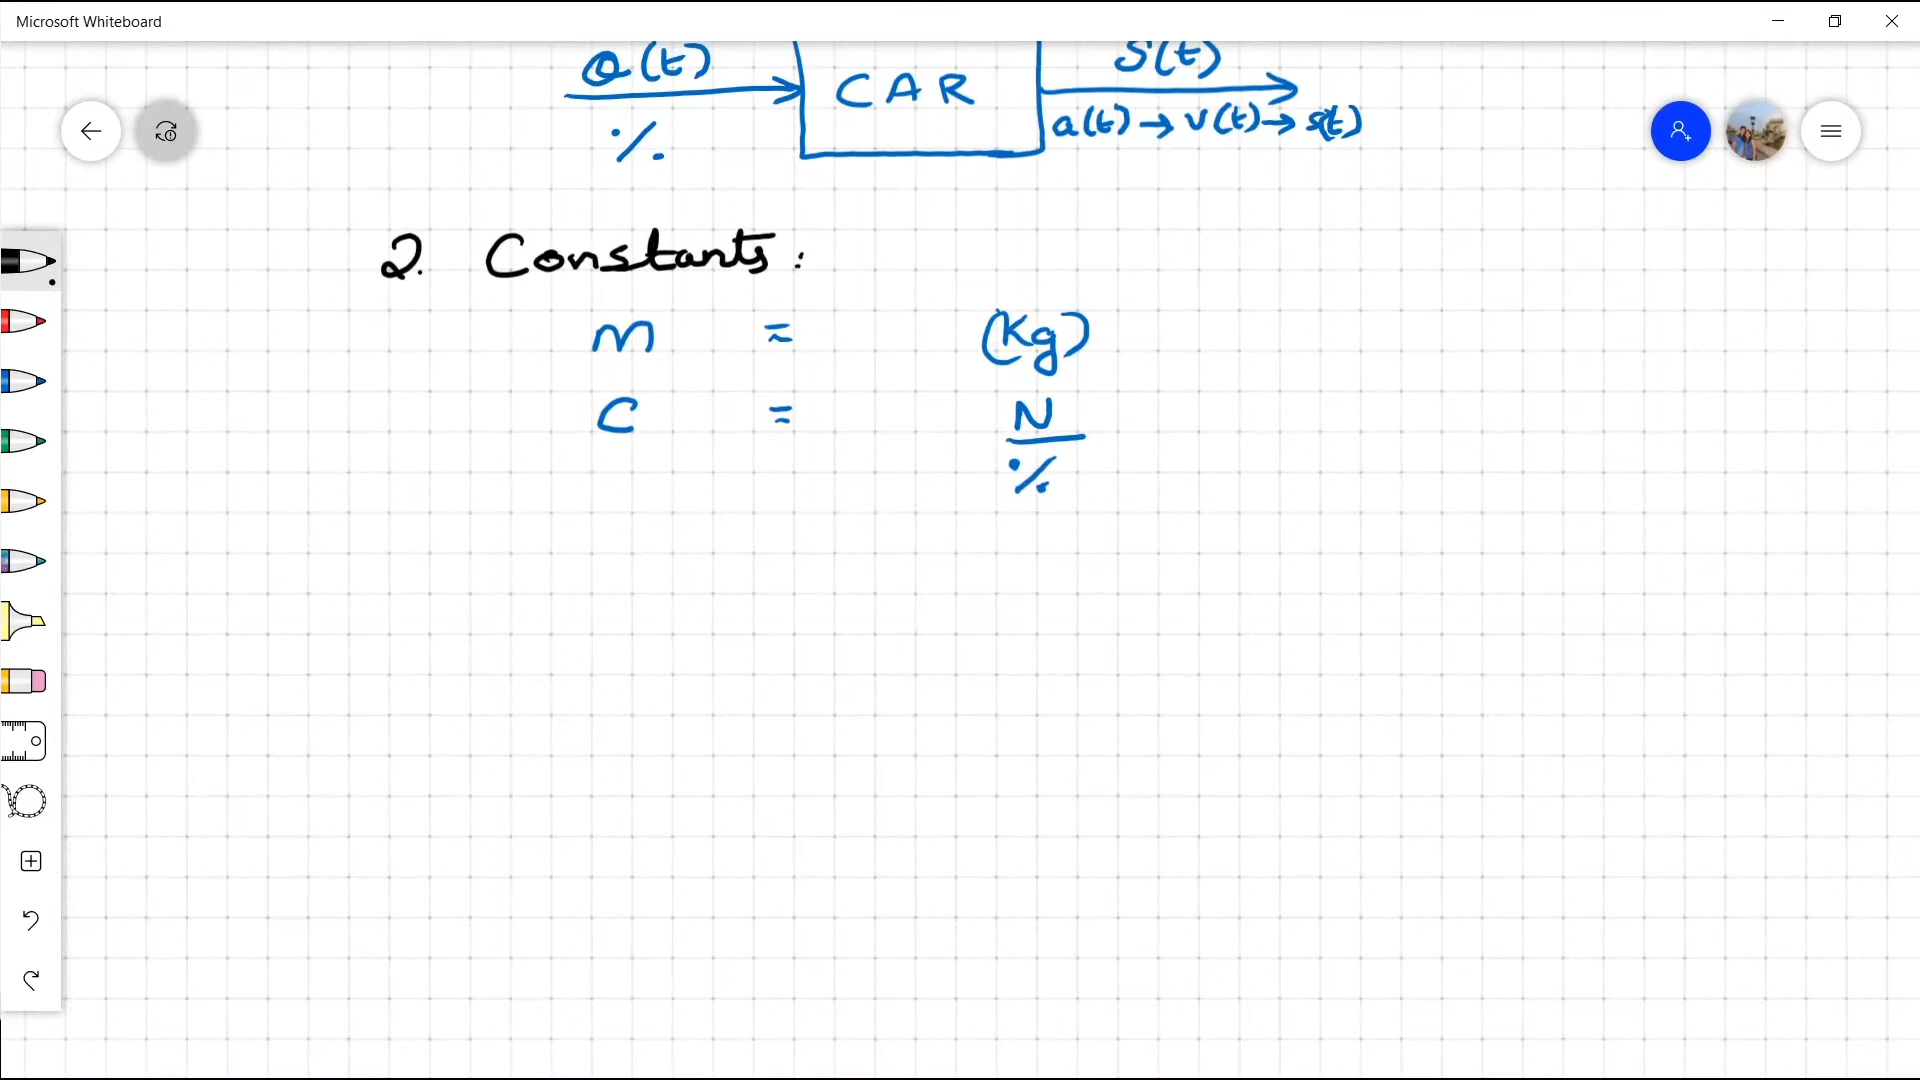 Microsoft Whiteboard
Θ(t)
%
CAR
S(t)
a(t) → v(t) → s(t)
2. Constants:
m = (Kg)
C = N
%